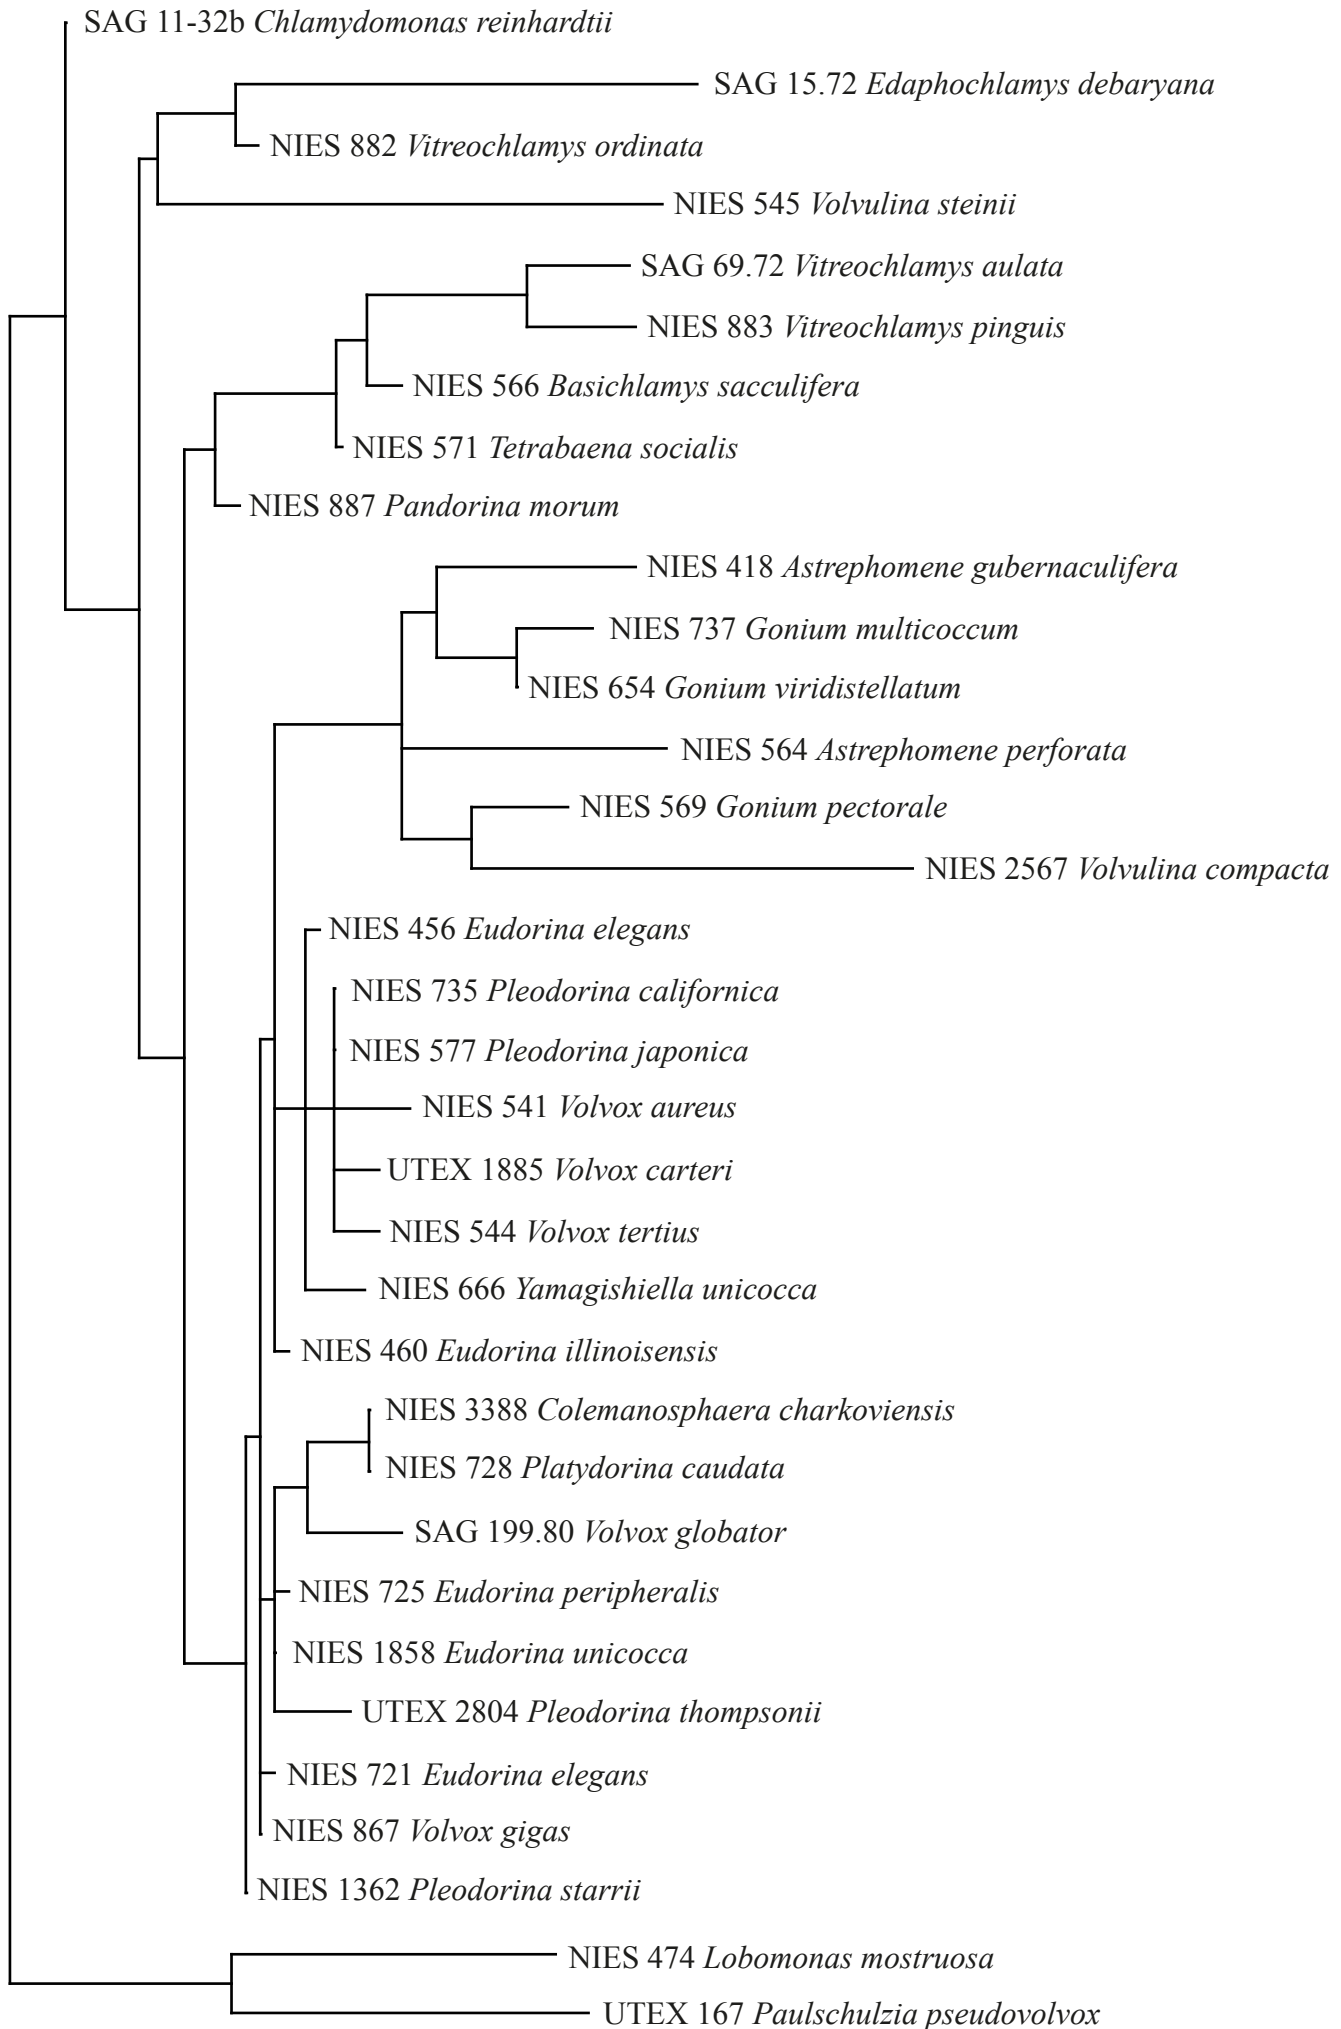 SAG 11-32b Chlamydomonas reinhardtii
SAG 15.72 Edaphochlamys debaryana
NIES 882 Vitreochlamys ordinata
NIES 545 Volvulina steinii
SAG 69.72 Vitreochlamys aulata
NIES 883 Vitreochlamys pinguis
NIES 566 Basichlamys sacculifera
NIES 571 Tetrabaena socialis
NIES 887 Pandorina morum
NIES 418 Astrephomene gubernaculifera
NIES 737 Gonium multicoccum
NIES 654 Gonium viridistellatum
NIES 564 Astrephomene perforata
NIES 569 Gonium pectorale
NIES 2567 Volvulina compacta
NIES 456 Eudorina elegans
NIES 735 Pleodorina californica
NIES 577 Pleodorina japonica
NIES 541 Volvox aureus
UTEX 1885 Volvox carteri
NIES 544 Volvox tertius
NIES 666 Yamagishiella unicocca
NIES 460 Eudorina illinoisensis
NIES 3388 Colemanosphaera charkoviensis
NIES 728 Platydorina caudata
SAG 199.80 Volvox globator
NIES 725 Eudorina peripheralis
NIES 1858 Eudorina unicocca
UTEX 2804 Pleodorina thompsonii
NIES 721 Eudorina elegans
NIES 867 Volvox gigas
NIES 1362 Pleodorina starrii
NIES 474 Lobomonas mostruosa
UTEX 167 Paulschulzia pseudovolvox